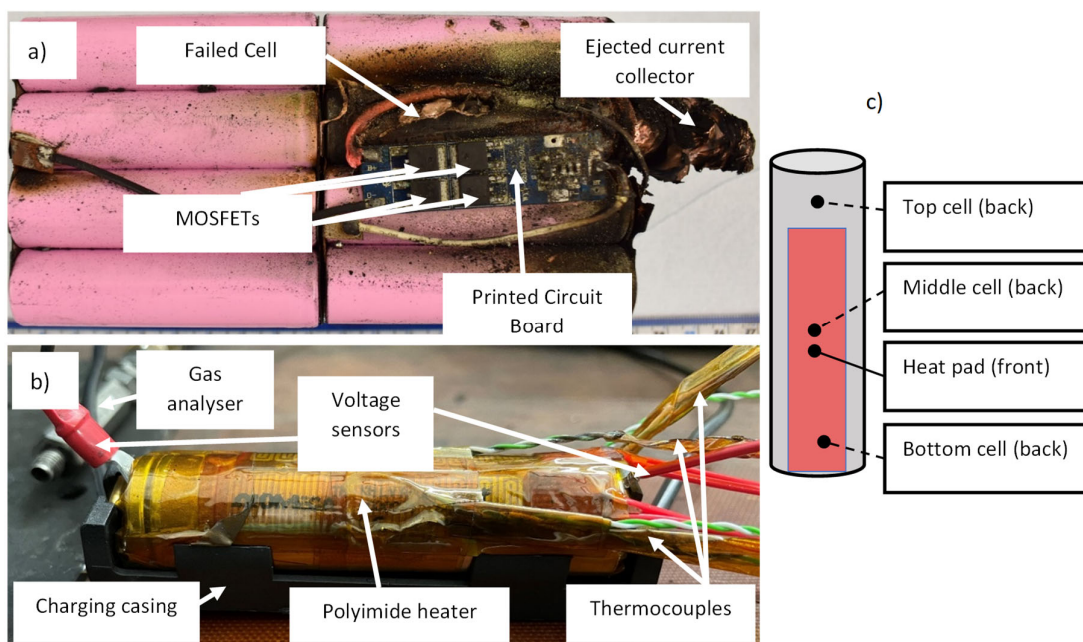 a)
Failed Cell
Ejected current
collector
MOSFETs
Printed Circuit
Board
b)
Gas
analyser
Voltage
sensors
Charging casing
Polyimide heater
Thermocouples
c)
Top cell (back)
Middle cell (back)
Heat pad (front)
Bottom cell (back)